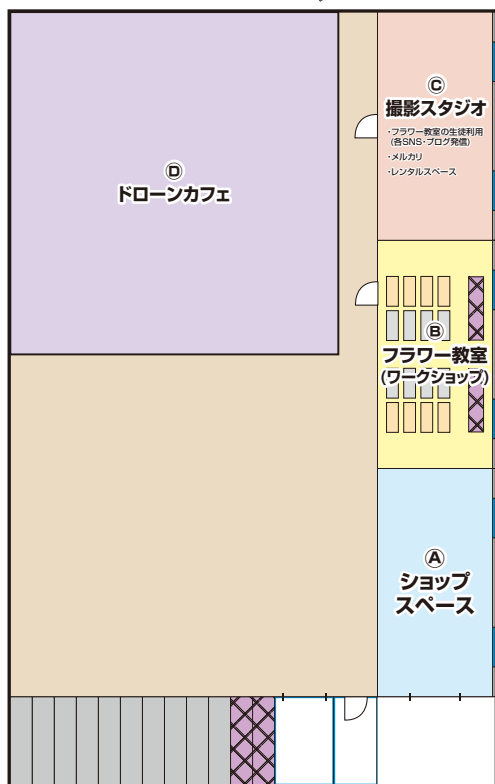 Ⓒ
撮影スタジオ
・フラワー教室の生徒利用
(各SNS・ブログ発信)
・メルカリ
・レンタルスペース
Ⓓ
ドローンカフェ
Ⓑ
フラワー教室
(ワークショップ)
Ⓐ
ショップ
スペース